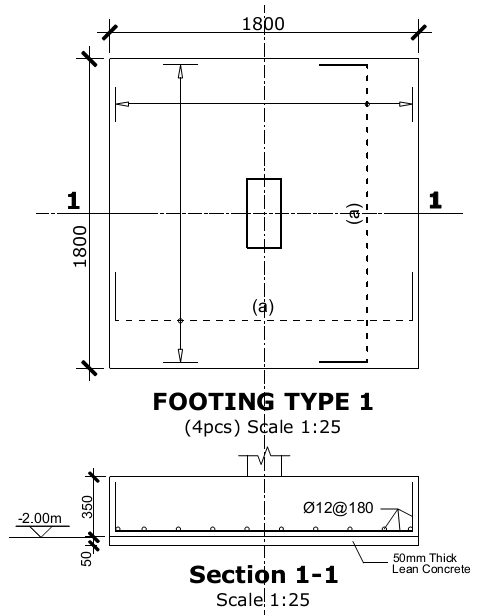 1800
1
1
1800
(a)
(a)
FOOTING TYPE 1
(4pcs) Scale 1:25
350
Ø12@180
-2.00m
50
50mm Thick
Lean Concrete
Section 1-1
Scale 1:25